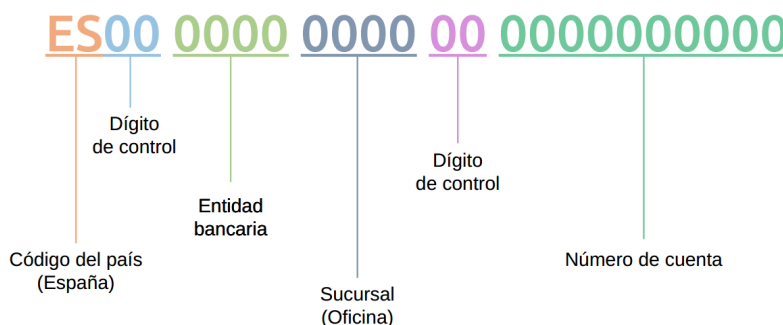 ES00 0000 0000 00 0000000000
Dígito
de control
Entidad
bancaria
Dígito
de control
Código del país
(España)
Número de cuenta
Sucursal
(Oficina)